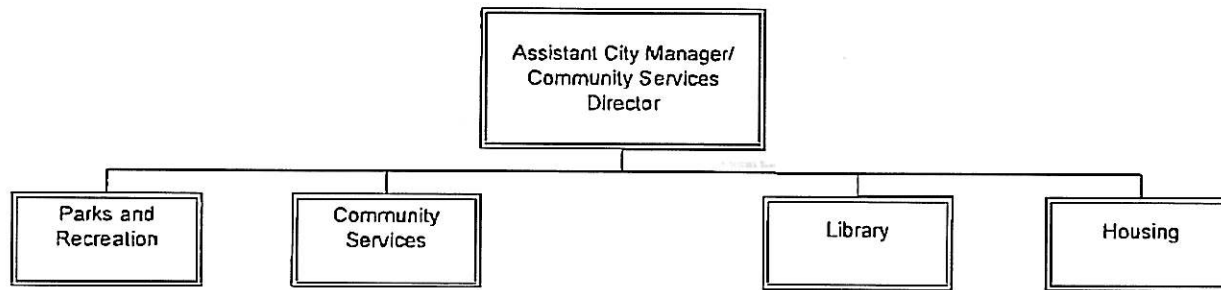 Assistant City Manager/
Community Services
Director
Parks and
Recreation
Community
Services
Library
Housing